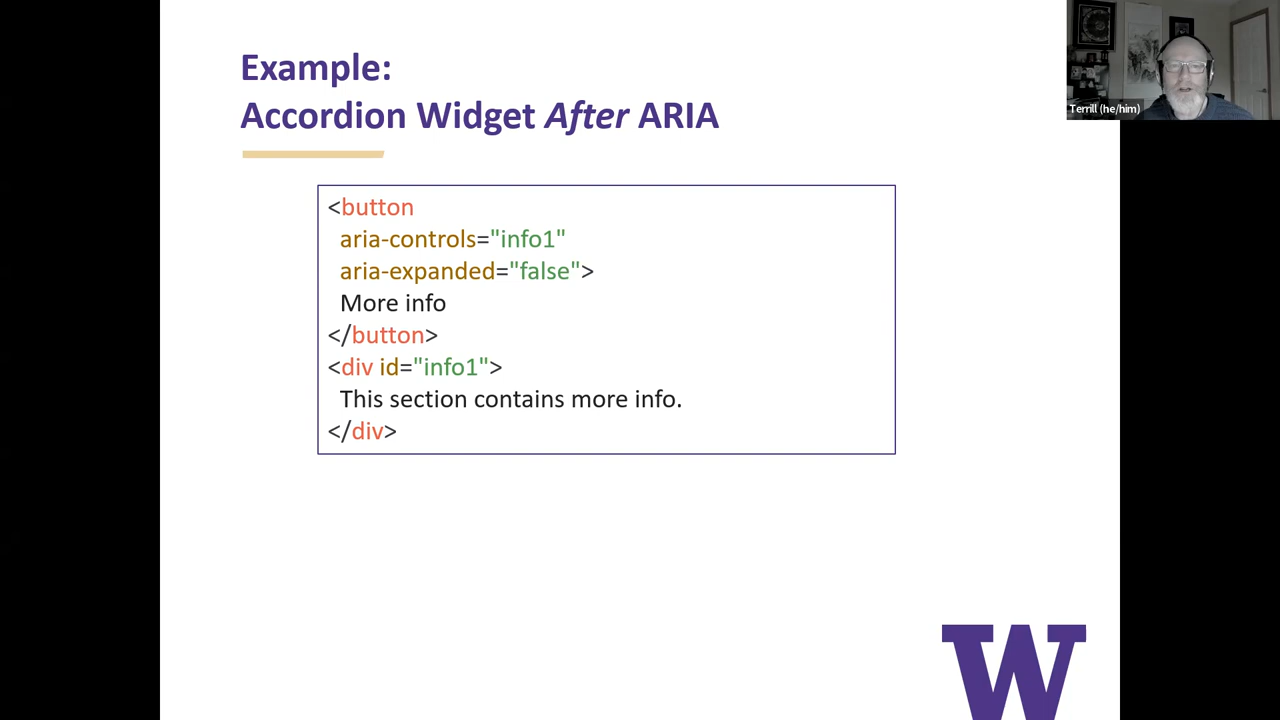 Example:
Accordion Widget After ARIA
<button
aria-controls="info1"
aria-expanded="false">
More info
</button>
<div id="info1">
This section contains more info.
</div>
Terrill (he/him)
W